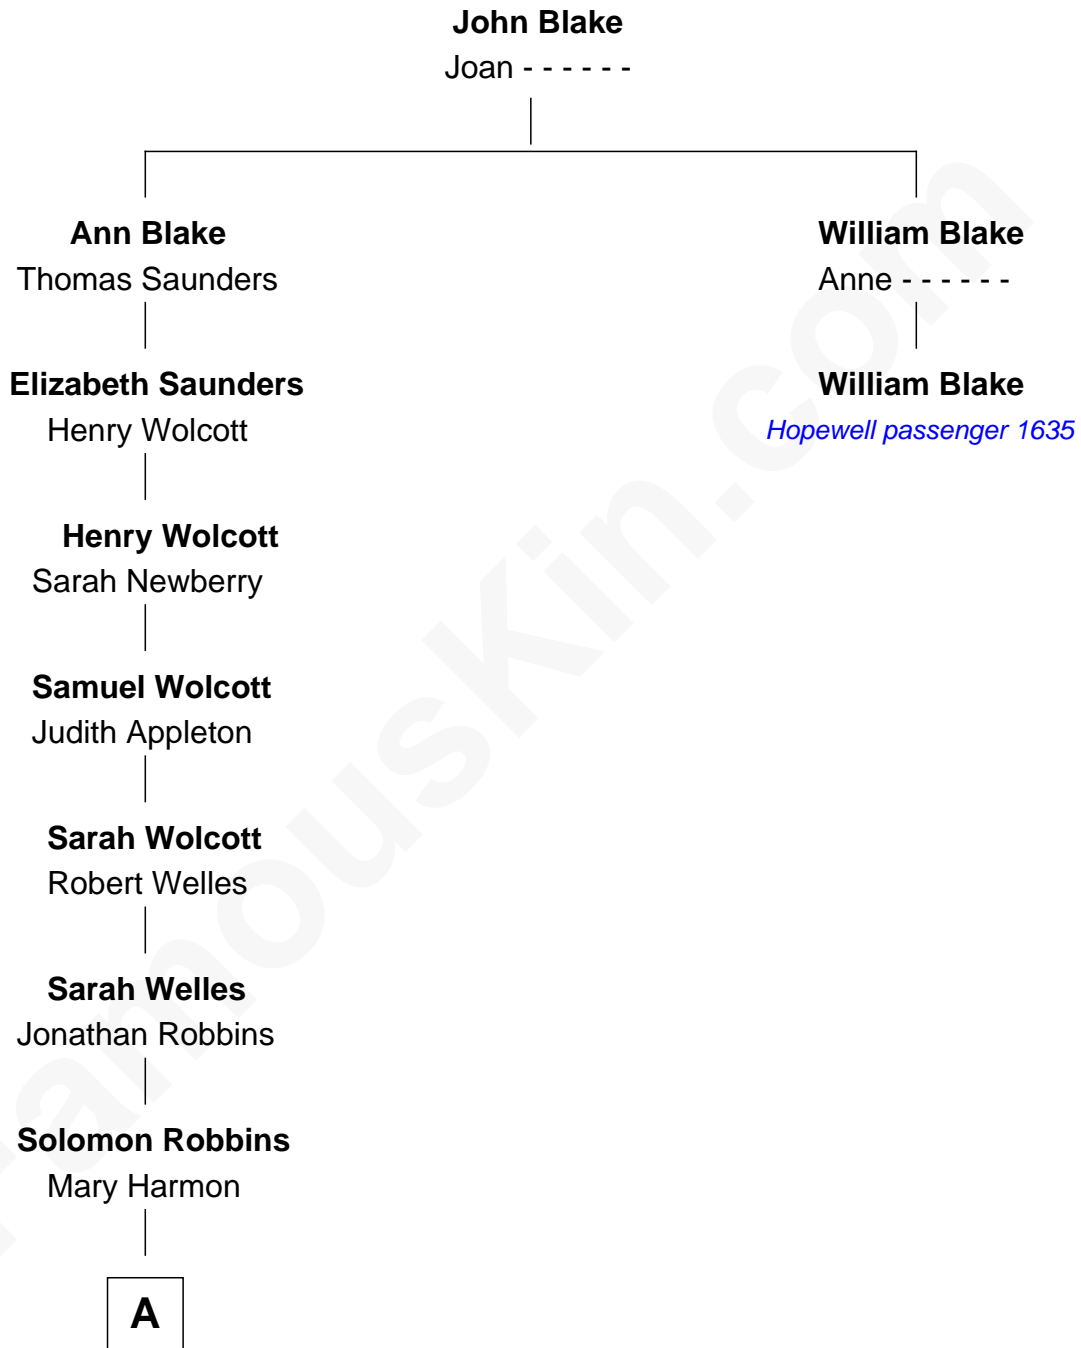 John Blake
Joan - - - - - -
Ann Blake
Thomas Saunders
William Blake
Anne - - - - - -
Elizabeth Saunders
Henry Wolcott
William Blake
Hopewell passenger 1635
Henry Wolcott
Sarah Newberry
Samuel Wolcott
Judith Appleton
Sarah Wolcott
Robert Welles
Sarah Welles
Jonathan Robbins
Solomon Robbins
Mary Harmon
A
FamousKin.com